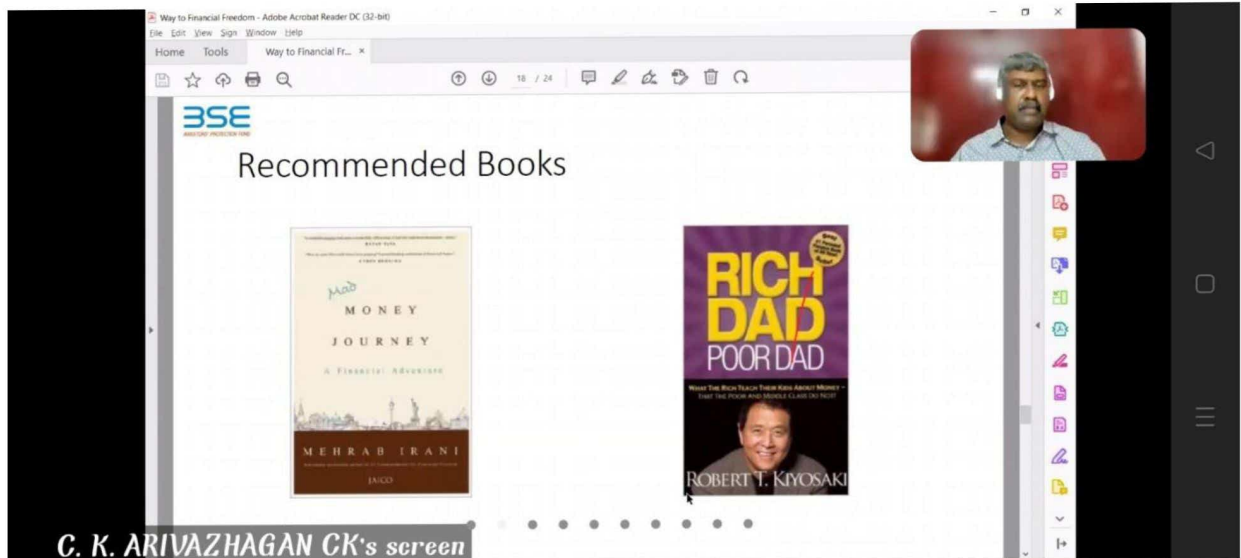 Way to Financial Freedom - Adobe Acrobat Reader DC (32-bit)
File Edit View Sign Window Help
Home Tools Way to Financial Fr... ×
18 / 24
BSE
INVESTORS' PROTECTION FUND
Recommended Books
Mad
MONEY
JOURNEY
A Financial Adventure
MEHRAB IRANI
JAICO
RICH
DAD
POOR DAD
WHAT THE RICH TEACH THEIR KIDS ABOUT MONEY –
THAT THE POOR AND MIDDLE CLASS DO NOT!
ROBERT T. KIYOSAKI
C. K. ARIVAZHAGAN CK's screen